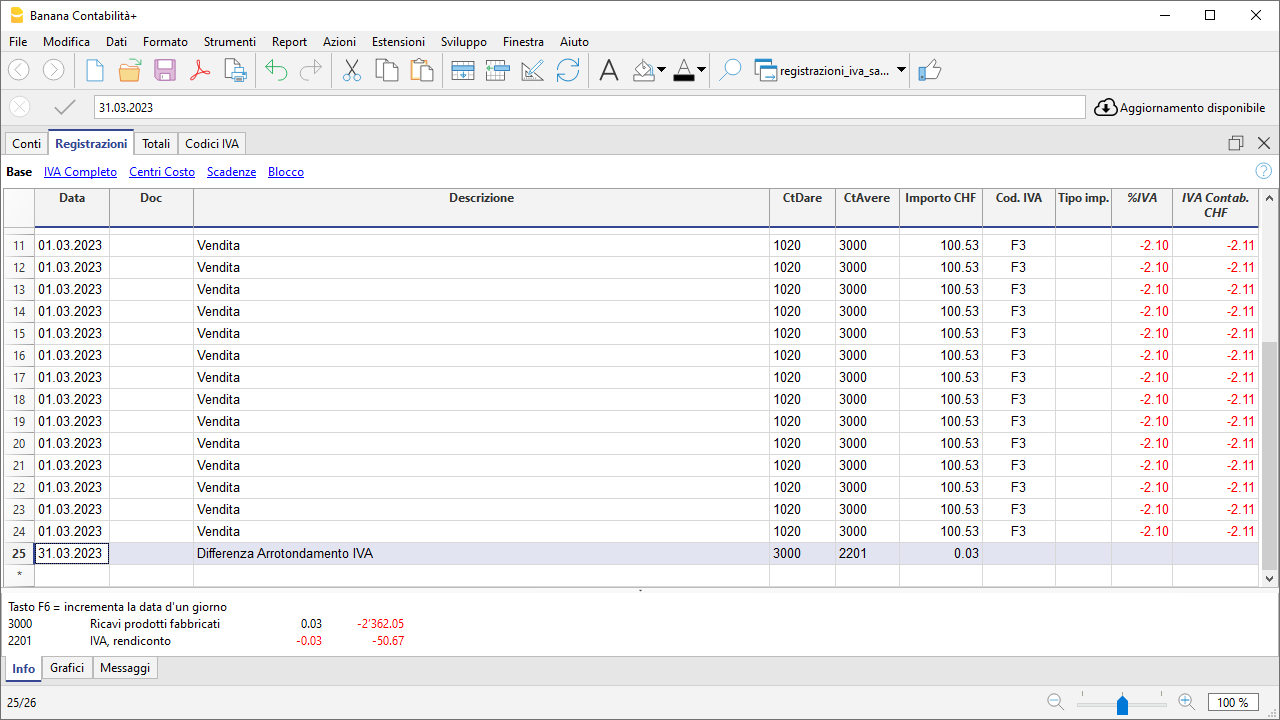 Banana Contabilità+
File Modifica Dati Formato Strumenti Report Azioni Estensioni Sviluppo Finestra Aiuto
registrazioni_iva_sa...
31.03.2023 Aggiornamento disponibile
Conti Registrazioni Totali Codici IVA
Base IVA Completo Centri Costo Scadenze Blocco ?
Data Doc Descrizione CtDare CtAvere Importo CHF Cod. IVA Tipo imp. %IVA IVA Contab. CHF
11 01.03.2023 Vendita 1020 3000 100.53 F3 -2.10 -2.11
12 01.03.2023 Vendita 1020 3000 100.53 F3 -2.10 -2.11
13 01.03.2023 Vendita 1020 3000 100.53 F3 -2.10 -2.11
14 01.03.2023 Vendita 1020 3000 100.53 F3 -2.10 -2.11
15 01.03.2023 Vendita 1020 3000 100.53 F3 -2.10 -2.11
16 01.03.2023 Vendita 1020 3000 100.53 F3 -2.10 -2.11
17 01.03.2023 Vendita 1020 3000 100.53 F3 -2.10 -2.11
18 01.03.2023 Vendita 1020 3000 100.53 F3 -2.10 -2.11
19 01.03.2023 Vendita 1020 3000 100.53 F3 -2.10 -2.11
20 01.03.2023 Vendita 1020 3000 100.53 F3 -2.10 -2.11
21 01.03.2023 Vendita 1020 3000 100.53 F3 -2.10 -2.11
22 01.03.2023 Vendita 1020 3000 100.53 F3 -2.10 -2.11
23 01.03.2023 Vendita 1020 3000 100.53 F3 -2.10 -2.11
24 01.03.2023 Vendita 1020 3000 100.53 F3 -2.10 -2.11
25 31.03.2023 Differenza Arrotondamento IVA 3000 2201 0.03
*
Tasto F6 = incrementa la data d'un giorno
3000 Ricavi prodotti fabbricati 0.03 -2'362.05
2201 IVA, rendiconto -0.03 -50.67
Info Grafici Messaggi
25/26 100 %